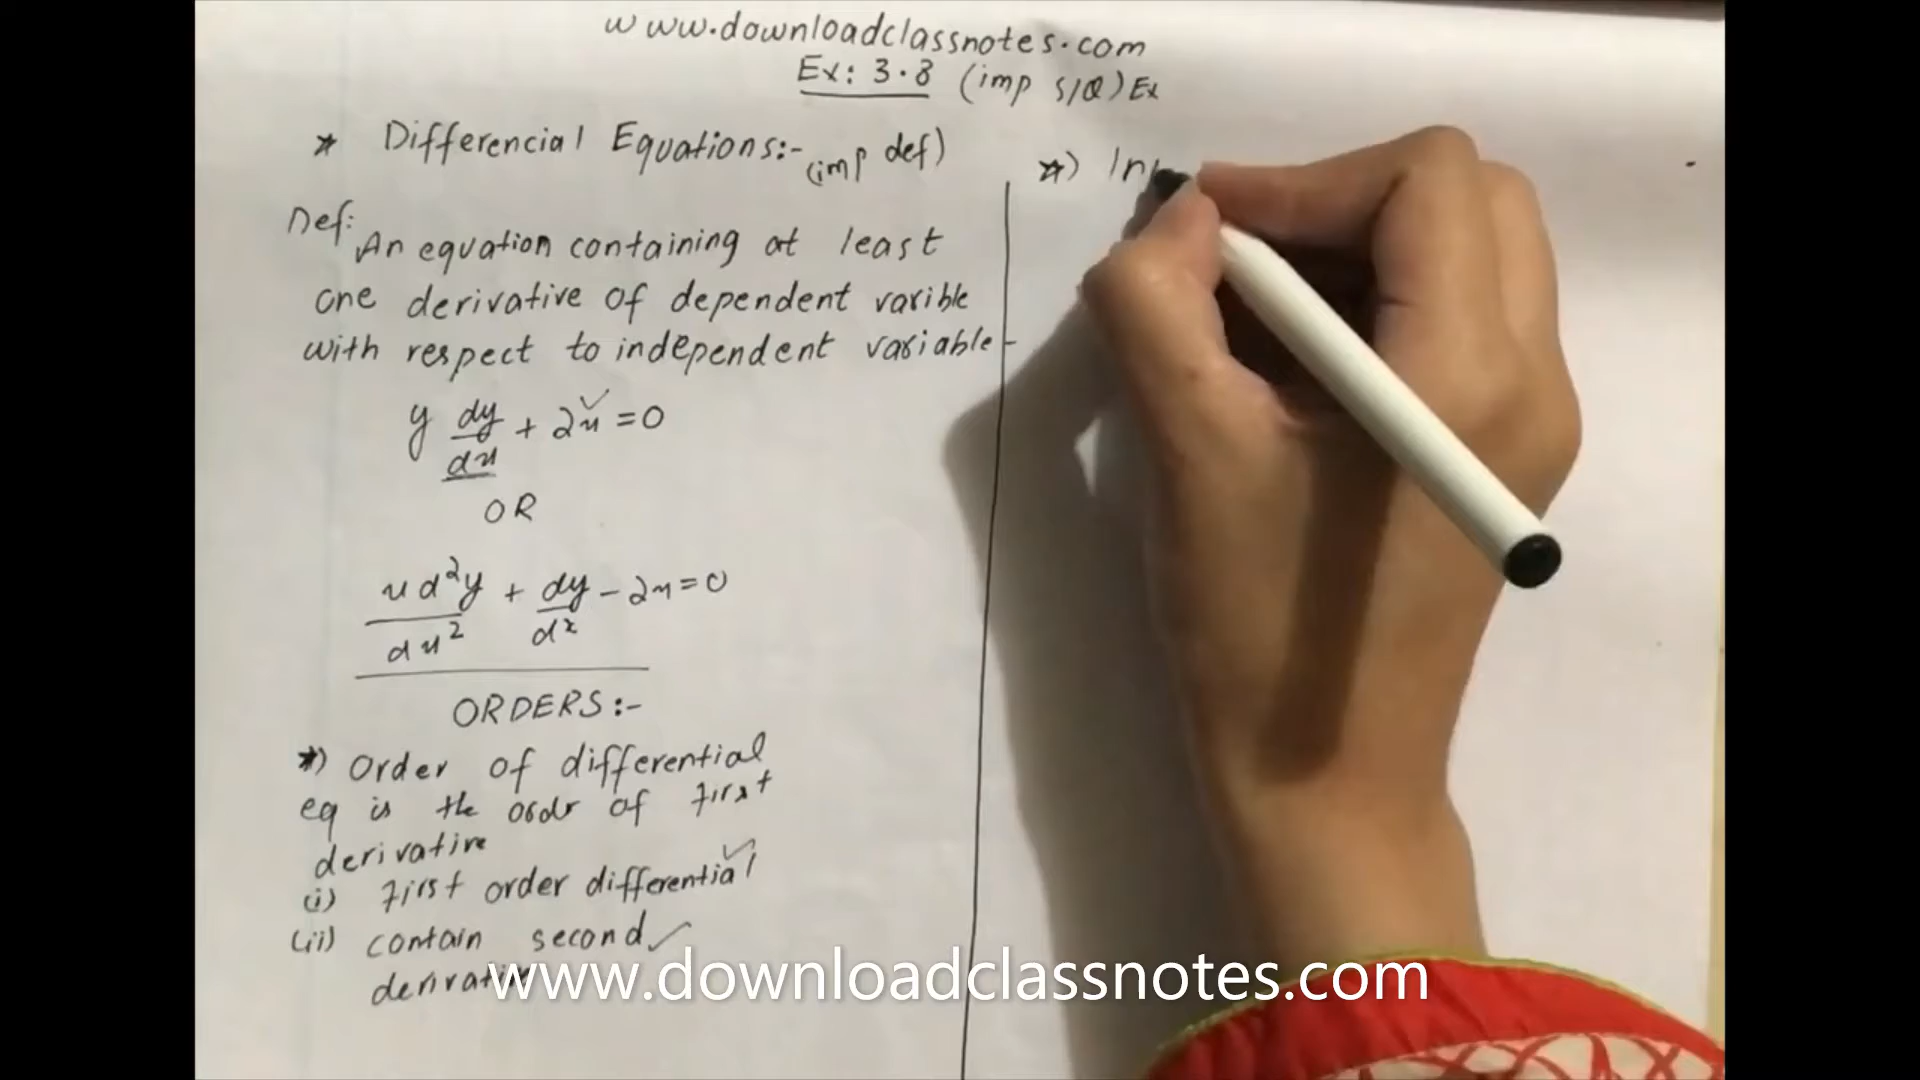 www.downloadclassnotes.com
Ex: 3.8 (imp S/Q) Ex
* Differencial Equations:- (imp def)
Def: An equation containing at least
one derivative of dependent varible
with respect to independent variable-
y dy/dx + 2x = 0
OR
x d²y/dx² + dy/dx - 2x = 0
ORDERS:-
*) Order of differential
eq is the order of first
derivative
(i) first order differential
(ii) contain second
derivative
*) In
www.downloadclassnotes.com